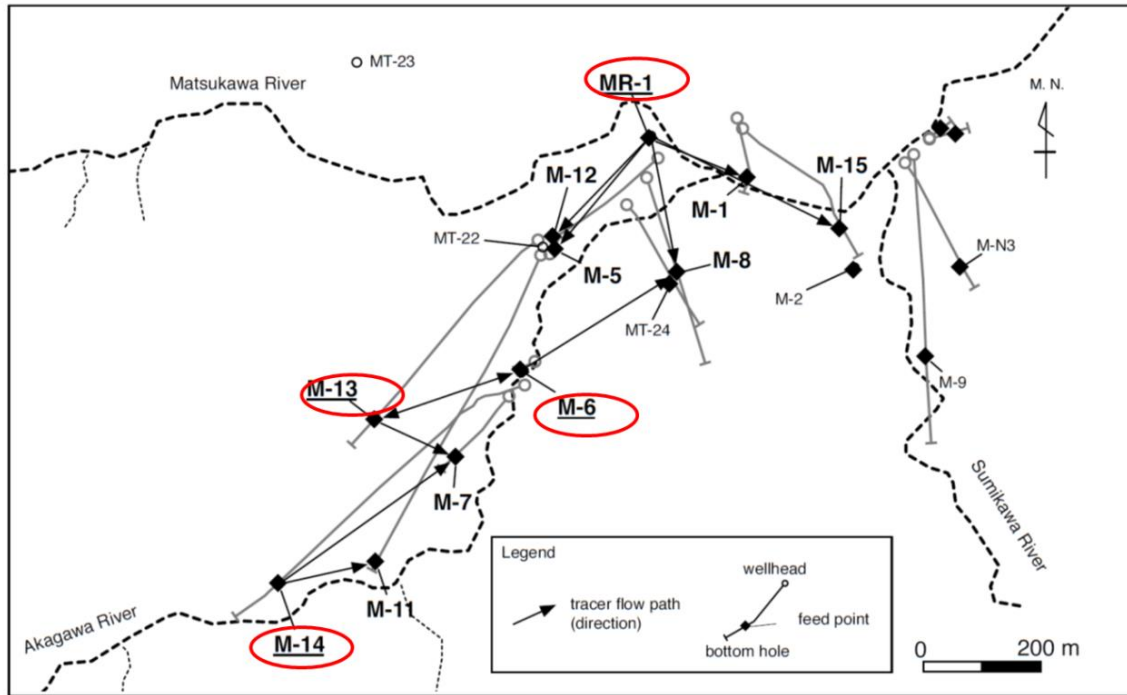 MT-23
Matsukawa River
MR-1
M. N.
M-12
M-15
M-1
MT-22
M-5
M-8
M-N3
M-2
MT-24
M-13
M-6
M-9
M-7
Sumikawa River
Legend
wellhead
tracer flow path
(direction)
feed point
bottom hole
M-11
Akagawa River
M-14
0 200 m